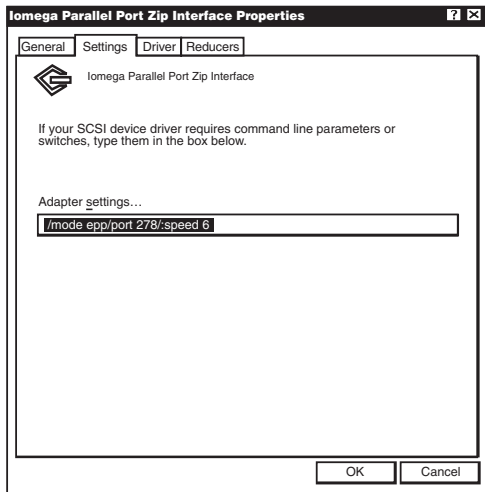 Iomega Parallel Port Zip Interface Properties
General Settings Driver Reducers
Iomega Parallel Port Zip Interface
If your SCSI device driver requires command line parameters or
switches, type them in the box below.
Adapter settings…
/mode epp/port 278/:speed 6
OK Cancel